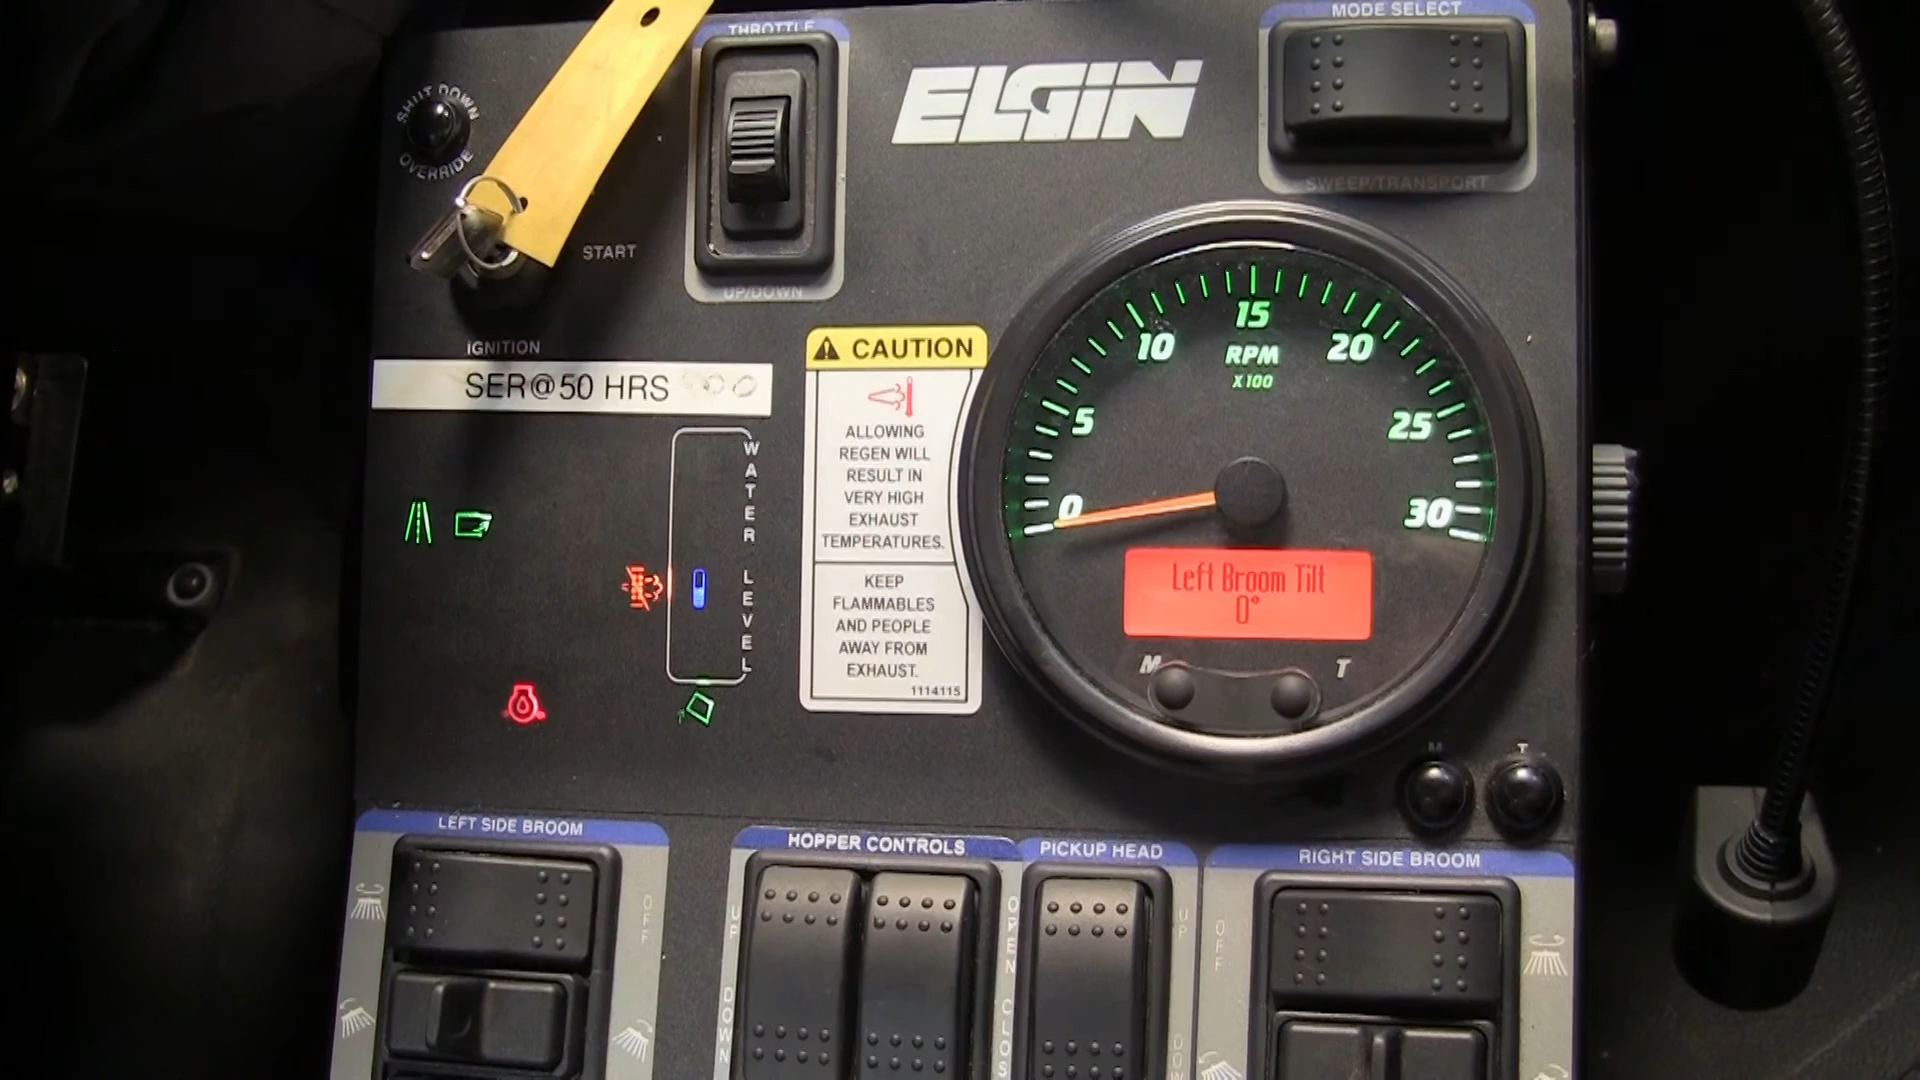 THROTTLE
MODE SELECT
SHUT DOWN
OVERRIDE
ELGIN
SWEEP/TRANSPORT
START
UP/DOWN
IGNITION
SER@50 HRS
CAUTION
ALLOWING
REGEN WILL
RESULT IN
VERY HIGH
EXHAUST
TEMPERATURES.
KEEP
FLAMMABLES
AND PEOPLE
AWAY FROM
EXHAUST.
1114115
WATER LEVEL
0
5
10
15
20
25
30
RPM
X100
Left Broom Tilt
0°
M
T
M
T
LEFT SIDE BROOM
OFF
HOPPER CONTROLS
UP
DOWN
OPEN
PICKUP HEAD
UP
RIGHT SIDE BROOM
OFF